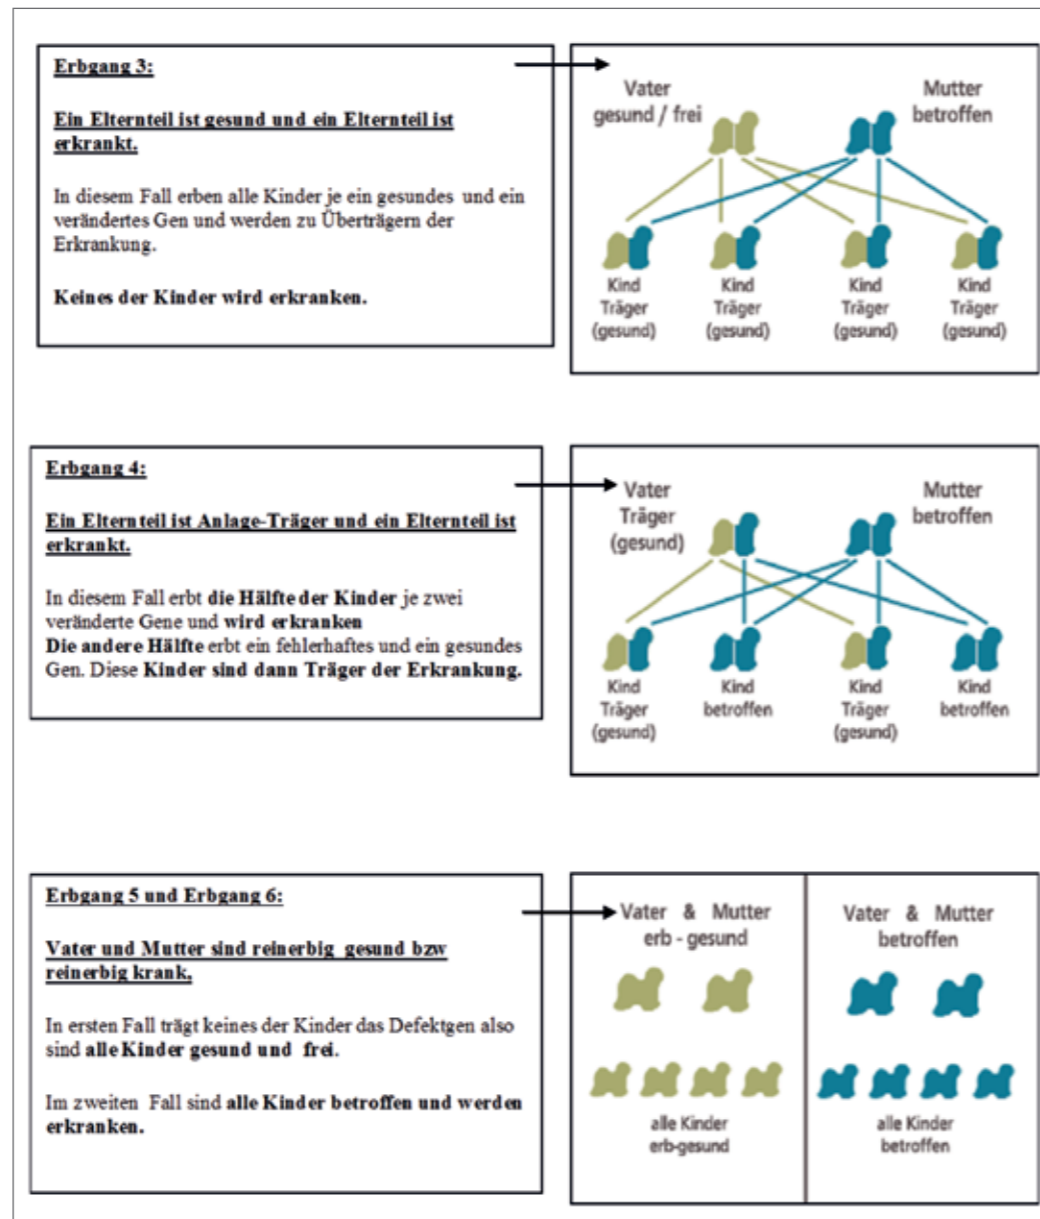 Erbgang 3:
Ein Elternteil ist gesund und ein Elternteil ist
erkrankt.
In diesem Fall erben alle Kinder je ein gesundes und ein
verändertes Gen und werden zu Überträgern der
Erkrankung.
Keines der Kinder wird erkranken.
Vater
gesund / frei
Mutter
betroffen
Kind
Träger
(gesund)
Kind
Träger
(gesund)
Kind
Träger
(gesund)
Kind
Träger
(gesund)
Erbgang 4:
Ein Elternteil ist Anlage-Träger und ein Elternteil ist
erkrankt.
In diesem Fall erbt die Hälfte der Kinder je zwei
veränderte Gene und wird erkranken
Die andere Hälfte erbt ein fehlerhaftes und ein gesundes
Gen. Diese Kinder sind dann Träger der Erkrankung.
Vater
Träger
(gesund)
Mutter
betroffen
Kind
Träger
(gesund)
Kind
betroffen
Kind
Träger
(gesund)
Kind
betroffen
Erbgang 5 und Erbgang 6:
Vater und Mutter sind reinerbig gesund bzw
reinerbig krank.
In ersten Fall trägt keines der Kinder das Defektgen also
sind alle Kinder gesund und frei.
Im zweiten Fall sind alle Kinder betroffen und werden
erkranken.
Vater & Mutter
erb - gesund
alle Kinder
erb-gesund
Vater & Mutter
betroffen
alle Kinder
betroffen